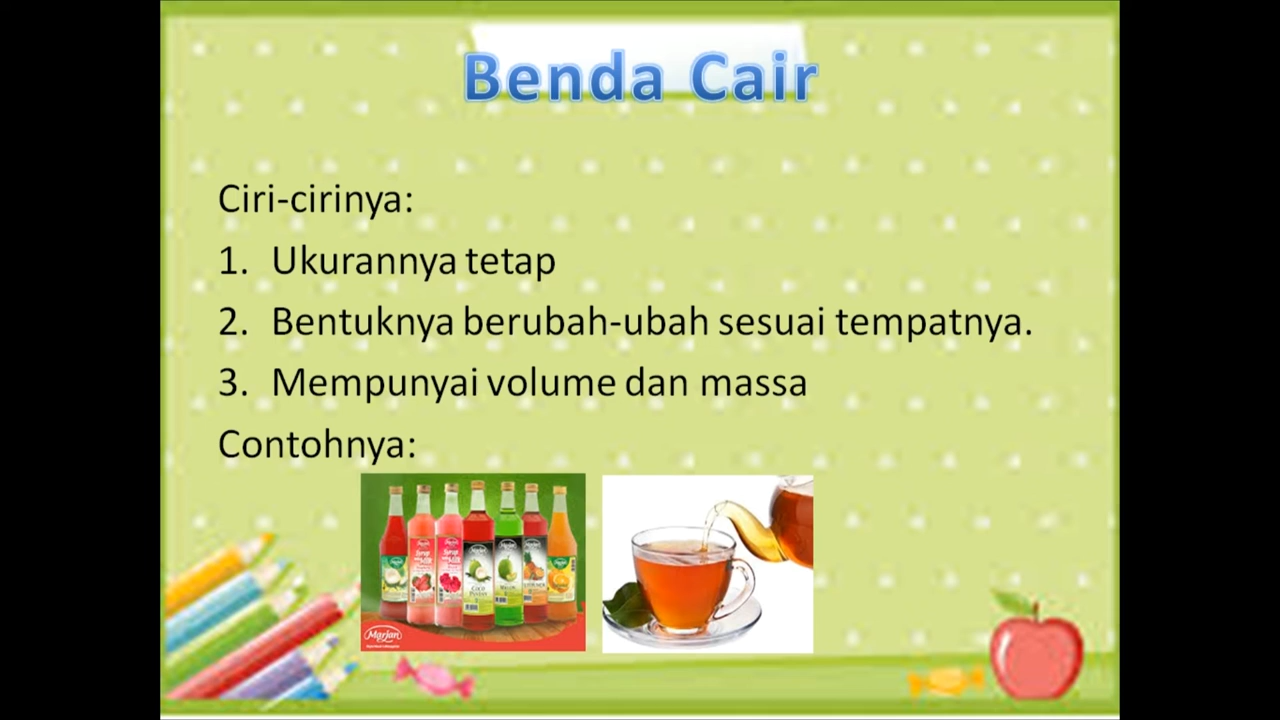 Benda Cair
Ciri-cirinya:
1. Ukurannya tetap
2. Bentuknya berubah-ubah sesuai tempatnya.
3. Mempunyai volume dan massa
Contohnya:
Marjan